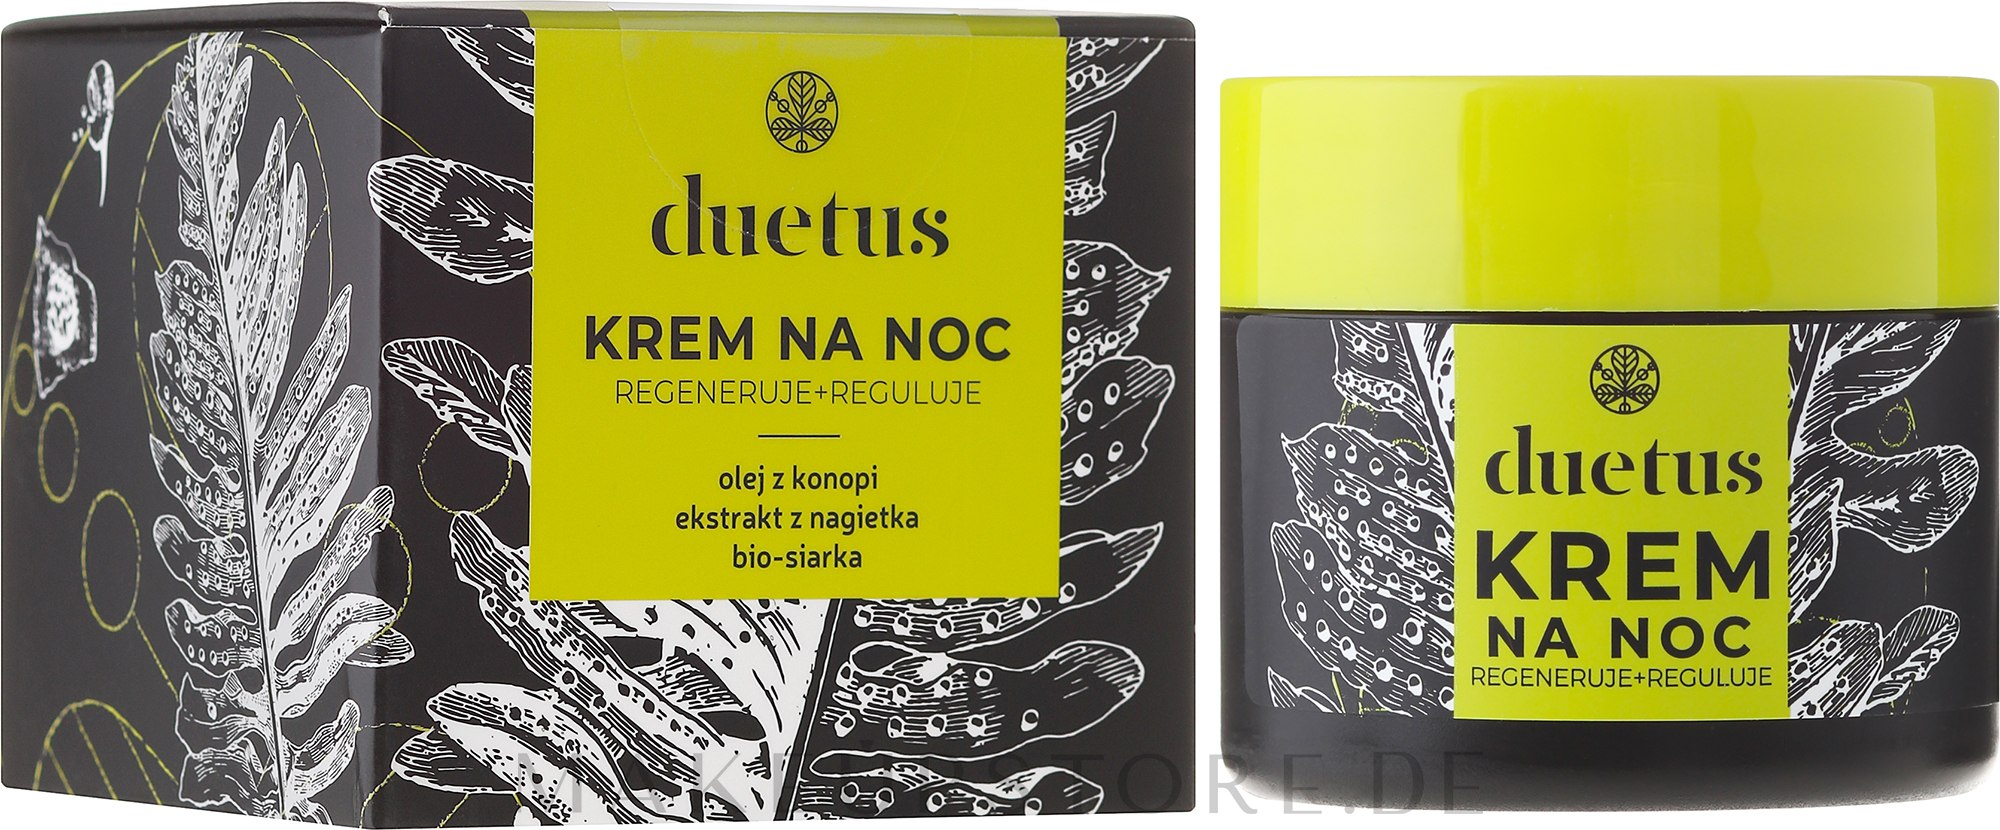 duetus
KREM NA NOC
REGENERUJE+REGULUJE
olej z konopi
ekstrakt z nagietka
bio-siarka
duetus
KREM
NA NOC
REGENERUJE+REGULUJE
MAKEUPSTORE.DE